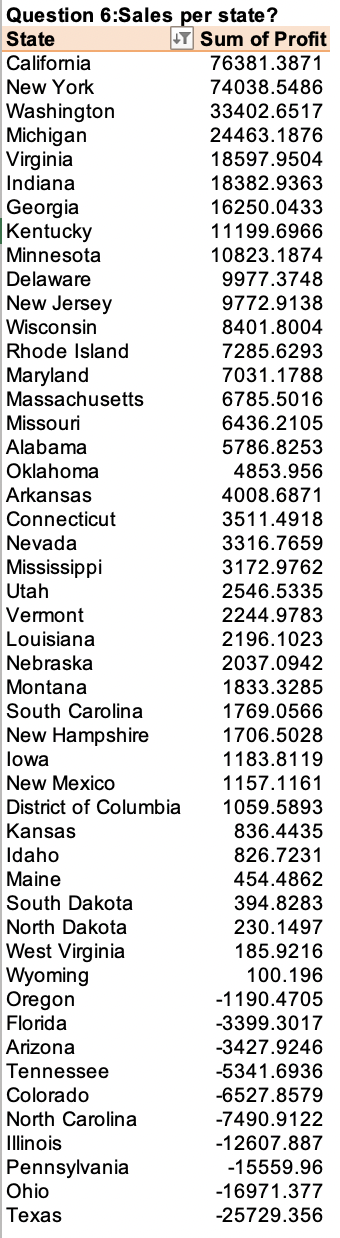 Question 6:Sales per state?
State Sum of Profit
California 76381.3871
New York 74038.5486
Washington 33402.6517
Michigan 24463.1876
Virginia 18597.9504
Indiana 18382.9363
Georgia 16250.0433
Kentucky 11199.6966
Minnesota 10823.1874
Delaware 9977.3748
New Jersey 9772.9138
Wisconsin 8401.8004
Rhode Island 7285.6293
Maryland 7031.1788
Massachusetts 6785.5016
Missouri 6436.2105
Alabama 5786.8253
Oklahoma 4853.956
Arkansas 4008.6871
Connecticut 3511.4918
Nevada 3316.7659
Mississippi 3172.9762
Utah 2546.5335
Vermont 2244.9783
Louisiana 2196.1023
Nebraska 2037.0942
Montana 1833.3285
South Carolina 1769.0566
New Hampshire 1706.5028
Iowa 1183.8119
New Mexico 1157.1161
District of Columbia 1059.5893
Kansas 836.4435
Idaho 826.7231
Maine 454.4862
South Dakota 394.8283
North Dakota 230.1497
West Virginia 185.9216
Wyoming 100.196
Oregon -1190.4705
Florida -3399.3017
Arizona -3427.9246
Tennessee -5341.6936
Colorado -6527.8579
North Carolina -7490.9122
Illinois -12607.887
Pennsylvania -15559.96
Ohio -16971.377
Texas -25729.356